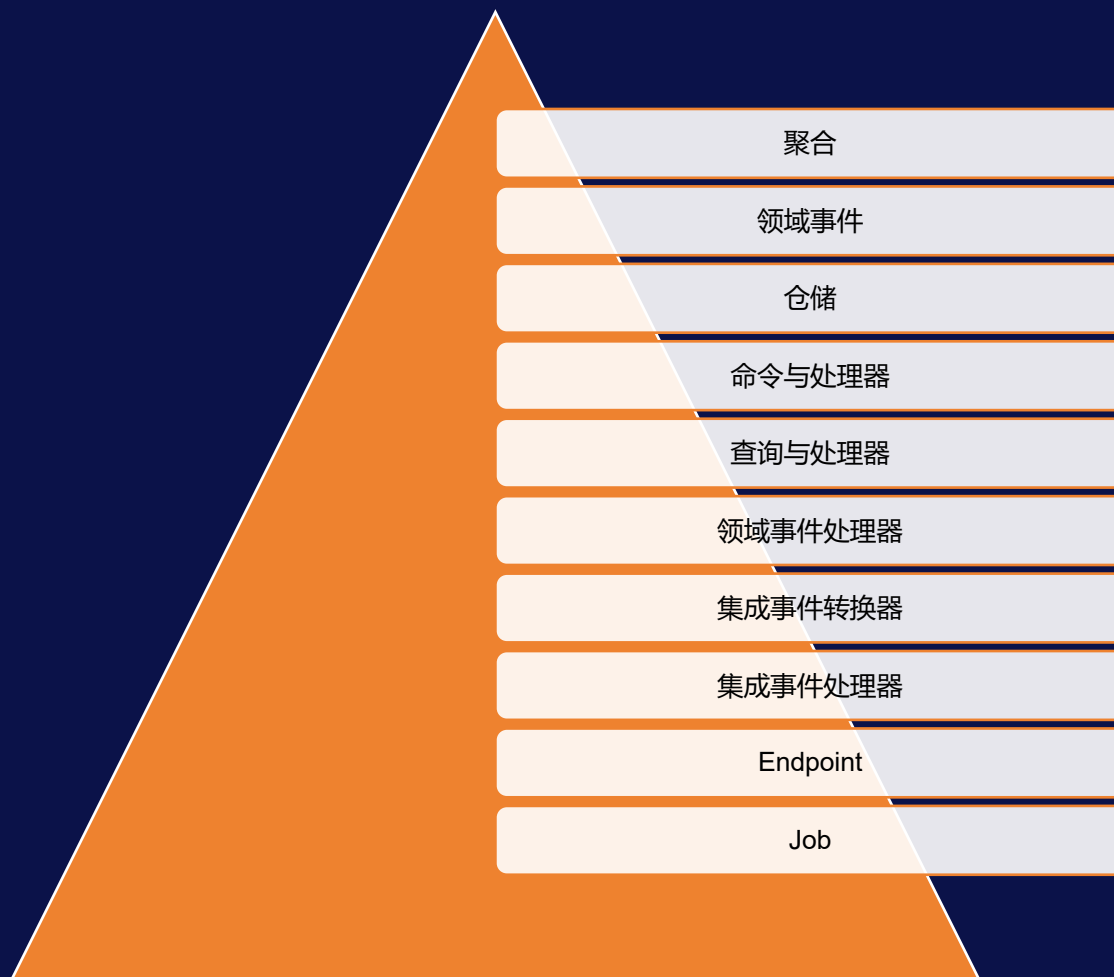 聚合
领域事件
仓储
命令与处理器
查询与处理器
领域事件处理器
集成事件转换器
集成事件处理器
Endpoint
Job